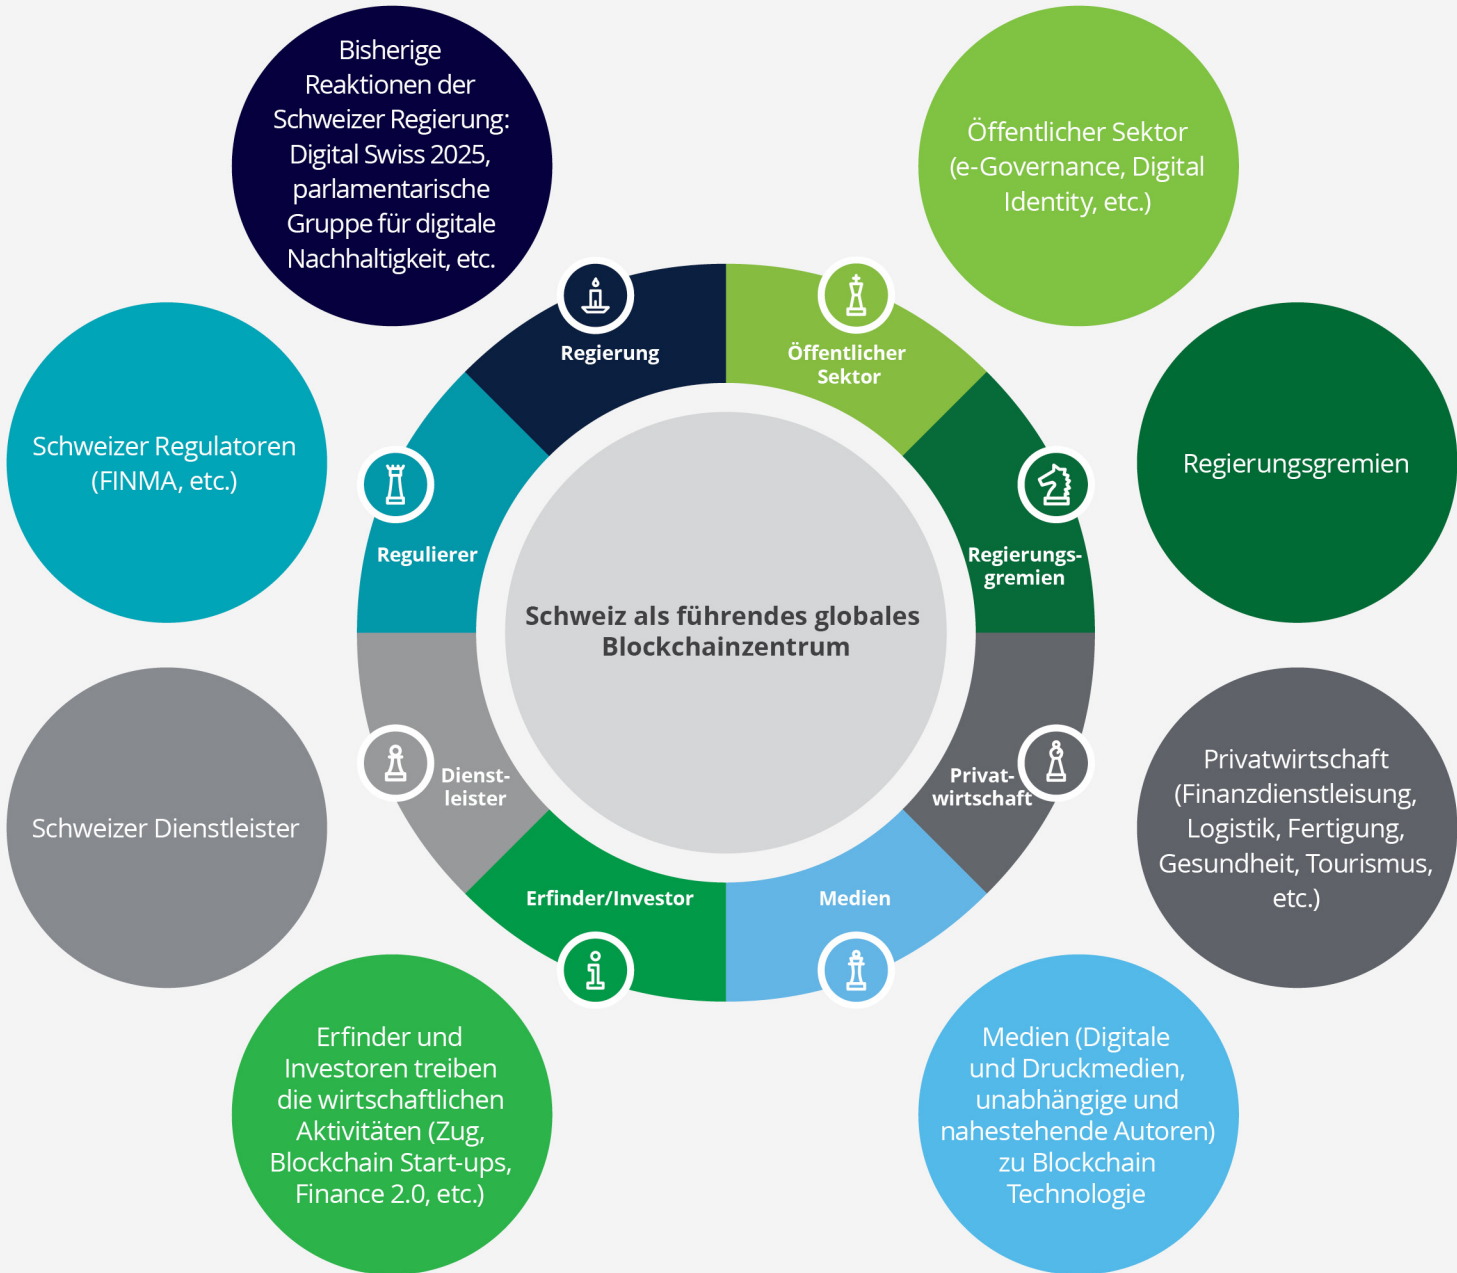 Bisherige
Reaktionen der
Schweizer Regierung:
Digital Swiss 2025,
parlamentarische
Gruppe für digitale
Nachhaltigkeit, etc.
Öffentlicher Sektor
(e-Governance, Digital
Identity, etc.)
Regierung
Öffentlicher
Sektor
Schweizer Regulatoren
(FINMA, etc.)
Regierungsgremien
Regulierer
Regierungs-
gremien
Schweiz als führendes globales
Blockchainzentrum
Dienst-
leister
Privat-
wirtschaft
Schweizer Dienstleister
Privatwirtschaft
(Finanzdienstleisung,
Logistik, Fertigung,
Gesundheit, Tourismus,
etc.)
Erfinder/Investor
Medien
Erfinder und
Investoren treiben
die wirtschaftlichen
Aktivitäten (Zug,
Blockchain Start-ups,
Finance 2.0, etc.)
Medien (Digitale
und Druckmedien,
unabhängige und
nahestehende Autoren)
zu Blockchain
Technologie